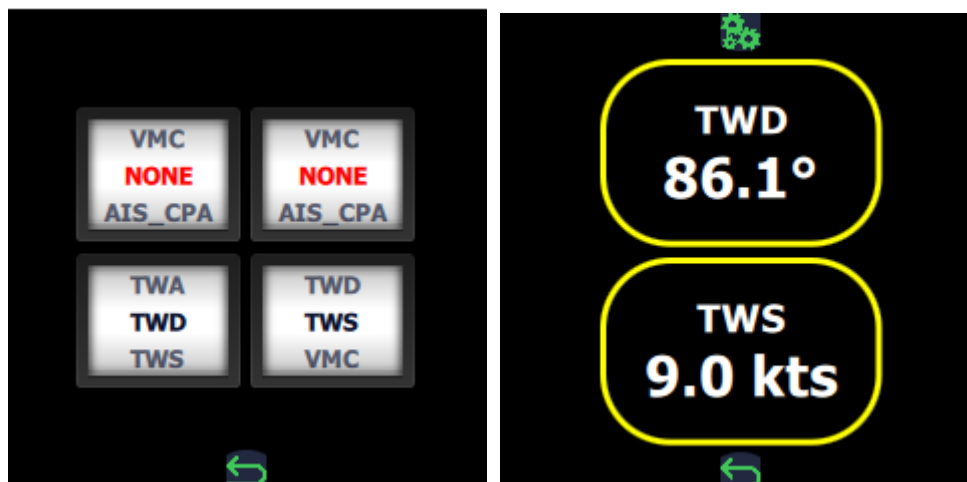 VMC
NONE
AIS_CPA
VMC
NONE
AIS_CPA
TWA
TWD
TWS
TWD
TWS
VMC
TWD
86.1°
TWS
9.0 kts